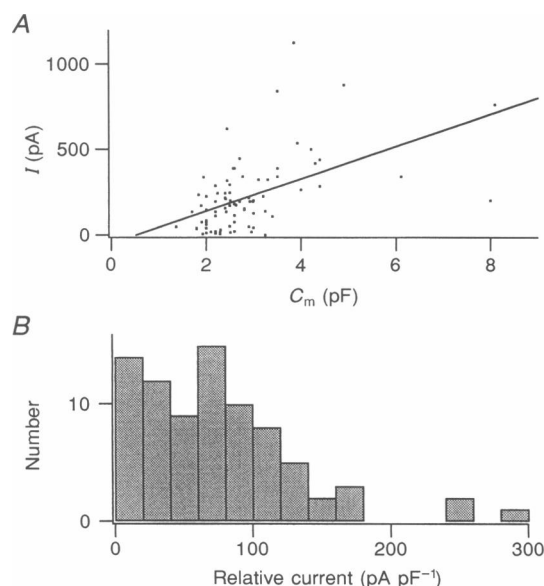 A
1000
500
0
I (pA)
0 2 4 6 8
Cm (pF)
B
10
0
Number
0 100 200 300
Relative current (pA pF⁻¹)